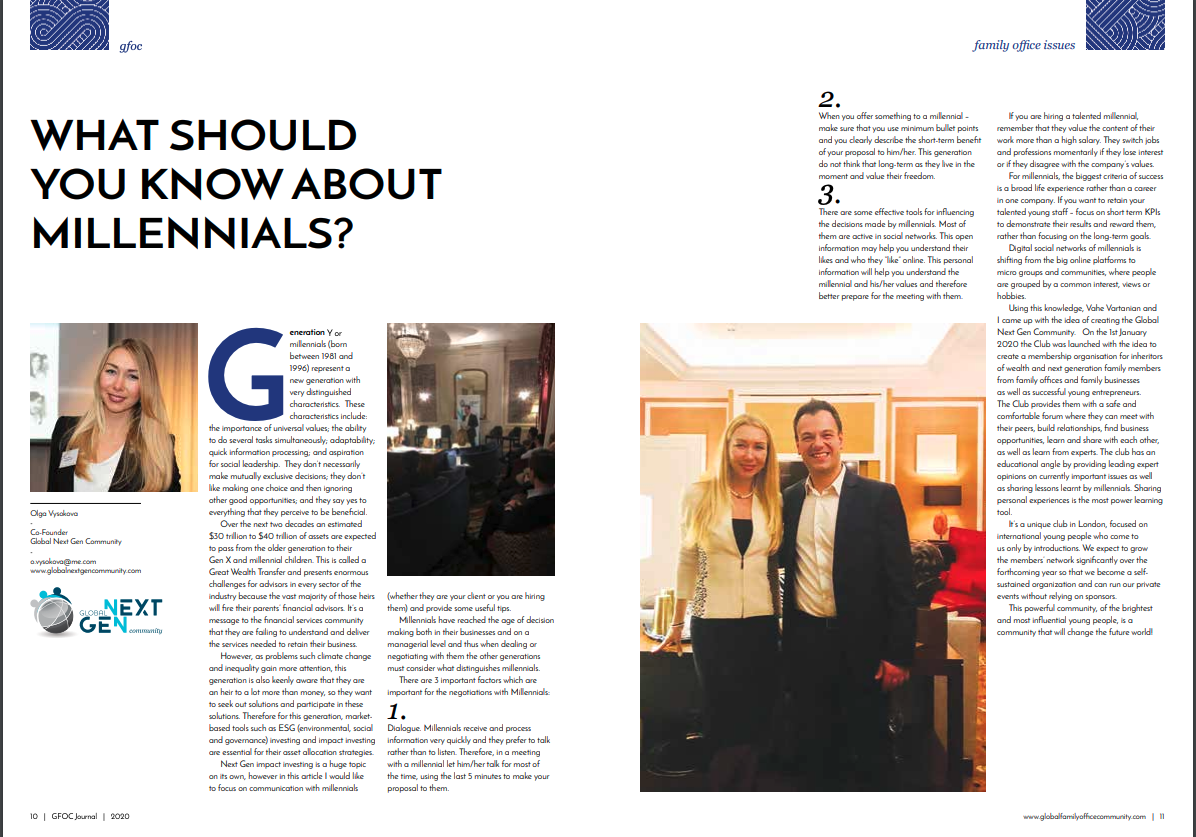 gfoc
family office issues
WHAT SHOULD
YOU KNOW ABOUT
MILLENNIALS?
Olga Vysokova
-
Co-Founder
Global Next Gen Community
-
o.vysokova@me.com
www.globalnextgencommunity.com
GLOBAL NEXT
GEN community
Generation Y or
millennials (born
between 1981 and
1996) represent a
new generation with
very distinguished
characteristics. These
characteristics include:
the importance of universal values; the ability
to do several tasks simultaneously; adaptability;
quick information processing; and aspiration
for social leadership. They don't necessarily
make mutually exclusive decisions; they don't
like making one choice and then ignoring
other good opportunities; and they say yes to
everything that they perceive to be beneficial.
Over the next two decades an estimated
$30 trillion to $40 trillion of assets are expected
to pass from the older generation to their
Gen X and millennial children. This is called a
Great Wealth Transfer and presents enormous
challenges for advisors in every sector of the
industry because the vast majority of those heirs
will fire their parents' financial advisors. It's a
message to the financial services community
that they are failing to understand and deliver
the services needed to retain their business.
However, as problems such climate change
and inequality gain more attention, this
generation is also keenly aware that they are
an heir to a lot more than money, so they want
to seek out solutions and participate in these
solutions. Therefore for this generation, market-
based tools such as ESG (environmental, social
and governance) investing and impact investing
are essential for their asset allocation strategies.
Next Gen impact investing is a huge topic
on its own, however in this article I would like
to focus on communication with millennials
(whether they are your client or you are hiring
them) and provide some useful tips.
Millennials have reached the age of decision
making both in their businesses and on a
managerial level and thus when dealing or
negotiating with them the other generations
must consider what distinguishes millennials.
There are 3 important factors which are
important for the negotiations with Millennials:
1.
Dialogue. Millennials receive and process
information very quickly and they prefer to talk
rather than to listen. Therefore, in a meeting
with a millennial let him/her talk for most of
the time, using the last 5 minutes to make your
proposal to them.
2.
When you offer something to a millennial –
make sure that you use minimum bullet points
and you clearly describe the short-term benefit
of your proposal to him/her. This generation
do not think that long-term as they live in the
moment and value their freedom.
3.
There are some effective tools for influencing
the decisions made by millennials. Most of
them are active in social networks. This open
information may help you understand their
likes and who they 'like' online. This personal
information will help you understand the
millennial and his/her values and therefore
better prepare for the meeting with them.
If you are hiring a talented millennial,
remember that they value the content of their
work more than a high salary. They switch jobs
and professions momentarily if they lose interest
or if they disagree with the company's values.
For millennials, the biggest criteria of success
is a broad life experience rather than a career
in one company. If you want to retain your
talented young staff – focus on short term KPIs
to demonstrate their results and reward them,
rather than focusing on the long-term goals.
Digital social networks of millennials is
shifting from the big online platforms to
micro groups and communities, where people
are grouped by a common interest, views or
hobbies.
Using this knowledge, Vahe Vartanian and
I came up with the idea of creating the Global
Next Gen Community. On the 1st January
2020 the Club was launched with the idea to
create a membership organisation for inheritors
of wealth and next generation family members
from family offices and family businesses
as well as successful young entrepreneurs.
The Club provides them with a safe and
comfortable forum where they can meet with
their peers, build relationships, find business
opportunities, learn and share with each other,
as well as learn from experts. The club has an
educational angle by providing leading expert
opinions on currently important issues as well
as sharing lessons learnt by millennials. Sharing
personal experiences is the most power learning
tool.
It's a unique club in London, focused on
international young people who come to
us only by introductions. We expect to grow
the members' network significantly over the
forthcoming year so that we become a self-
sustained organization and can run our private
events without relying on sponsors.
This powerful community, of the brightest
and most influential young people, is a
community that will change the future world!
10 | GFOC Journal | 2020
www.globalfamilyofficecommunity.com | 11